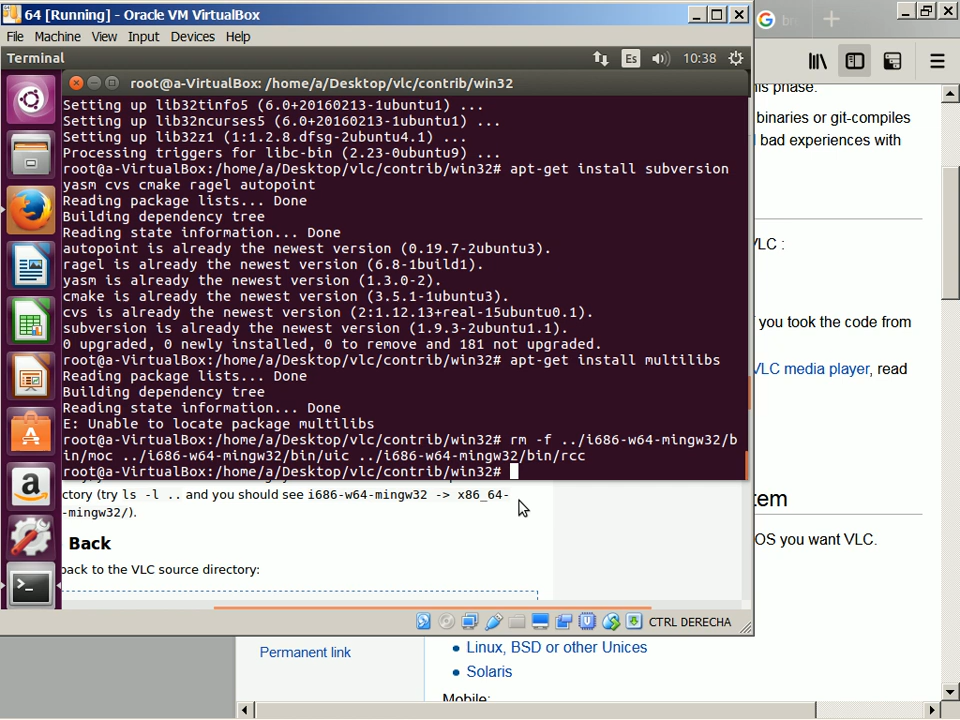 64 [Running] - Oracle VM VirtualBox
File Machine View Input Devices Help
Terminal
Es
10:38
root@a-VirtualBox: /home/a/Desktop/vlc/contrib/win32
Setting up lib32tinfo5 (6.0+20160213-1ubuntu1) ...
Setting up lib32ncurses5 (6.0+20160213-1ubuntu1) ...
Setting up lib32z1 (1:1.2.8.dfsg-2ubuntu4.1) ...
Processing triggers for libc-bin (2.23-0ubuntu9) ...
root@a-VirtualBox:/home/a/Desktop/vlc/contrib/win32# apt-get install subversion
yasm cvs cmake ragel autopoint
Reading package lists... Done
Building dependency tree
Reading state information... Done
autopoint is already the newest version (0.19.7-2ubuntu3).
ragel is already the newest version (6.8-1build1).
yasm is already the newest version (1.3.0-2).
cmake is already the newest version (3.5.1-1ubuntu3).
cvs is already the newest version (2:1.12.13+real-15ubuntu0.1).
subversion is already the newest version (1.9.3-2ubuntu1.1).
0 upgraded, 0 newly installed, 0 to remove and 181 not upgraded.
root@a-VirtualBox:/home/a/Desktop/vlc/contrib/win32# apt-get install multilibs
Reading package lists... Done
Building dependency tree
Reading state information... Done
E: Unable to locate package multilibs
root@a-VirtualBox:/home/a/Desktop/vlc/contrib/win32# rm -f ../i686-w64-mingw32/b
in/moc ../i686-w64-mingw32/bin/uic ../i686-w64-mingw32/bin/rcc
root@a-VirtualBox:/home/a/Desktop/vlc/contrib/win32#
ctory (try ls -l .. and you should see i686-w64-mingw32 -> x86_64-
-mingw32/).
Back
back to the VLC source directory:
CTRL DERECHA
his phase.
binaries or git-compiles
bad experiences with
VLC :
f you took the code from
VLC media player, read
tem
OS you want VLC.
Permanent link
Linux, BSD or other Unices
Solaris
Mobile: